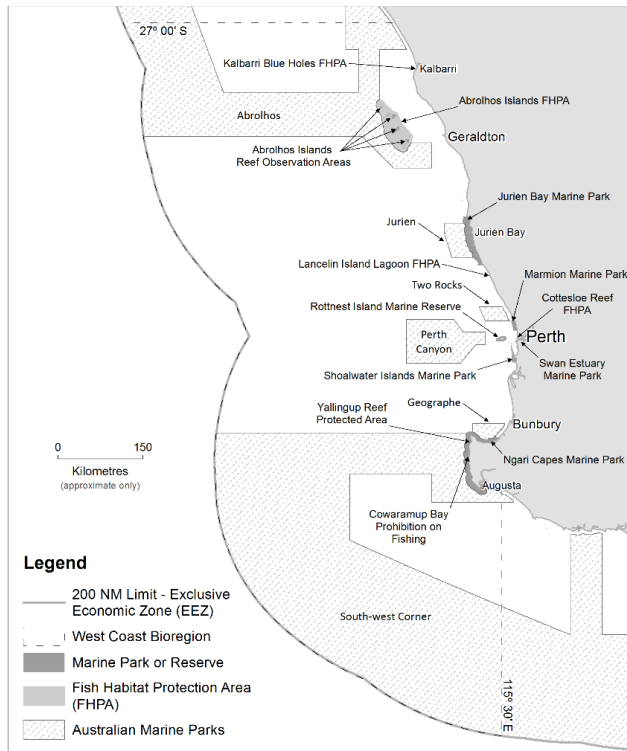 27° 00' S
Kalbarri Blue Holes FHPA
Kalbarri
Abrolhos Islands FHPA
Abrolhos
Geraldton
Abrolhos Islands
Reef Observation Areas
Jurien Bay Marine Park
Jurien
Jurien Bay
Lancelin Island Lagoon FHPA
Marmion Marine Park
Two Rocks
Cottesloe Reef
FHPA
Rottnest Island Marine Reserve
Perth
Perth
Canyon
Swan Estuary
Marine Park
Shoalwater Islands Marine Park
Geographe
Yallingup Reef
Protected Area
Bunbury
0 150
Kilometres
(approximate only)
Ngari Capes Marine Park
Augusta
Cowaramup Bay
Prohibition on
Fishing
Legend
200 NM Limit - Exclusive
Economic Zone (EEZ)
West Coast Bioregion
Marine Park or Reserve
Fish Habitat Protection Area
(FHPA)
Australian Marine Parks
South-west Corner
115° 30' E